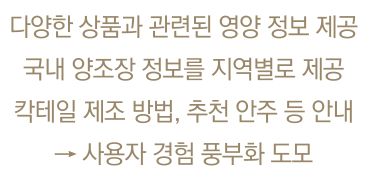 다양한 상품과 관련된 영양 정보 제공
국내 양조장 정보를 지역별로 제공
칵테일 제조 방법, 추천 안주 등 안내
→ 사용자 경험 풍부화 도모